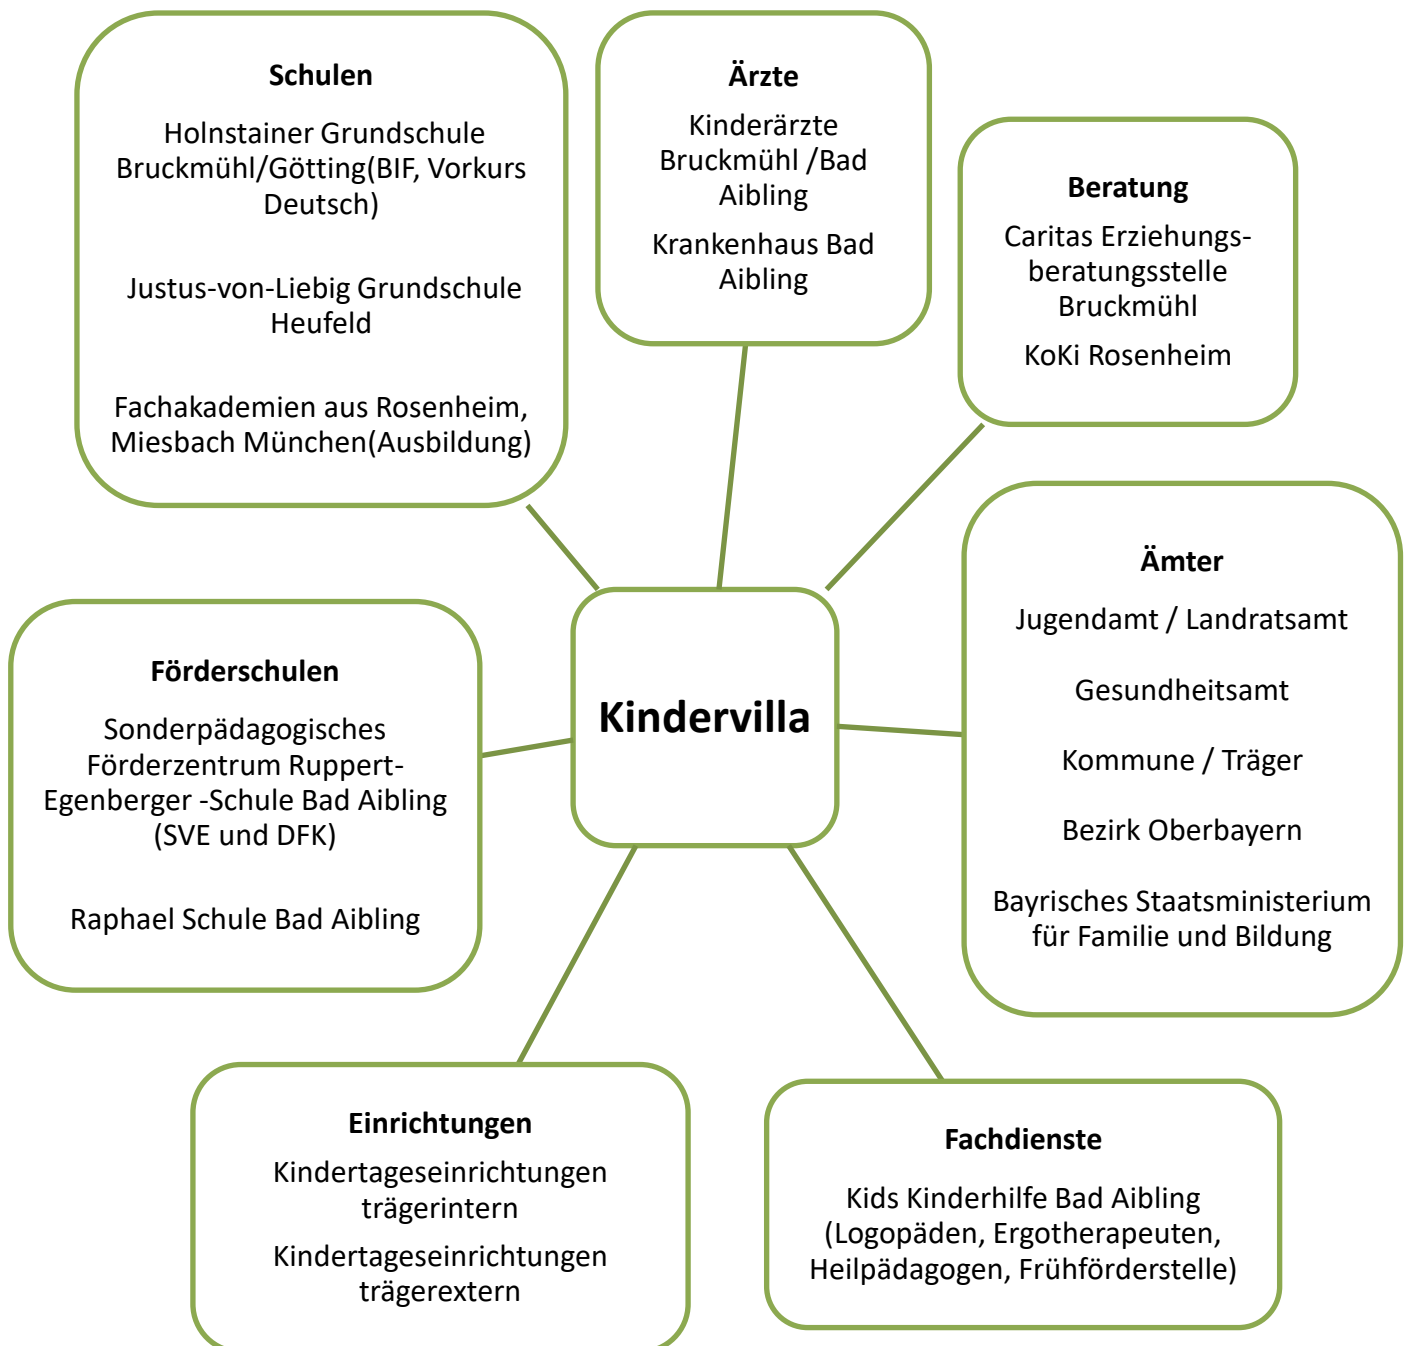 Schulen
Holnstainer Grundschule
Bruckmühl/Götting(BIF, Vorkurs
Deutsch)
Justus-von-Liebig Grundschule
Heufeld
Fachakademien aus Rosenheim,
Miesbach München(Ausbildung)
Ärzte
Kinderärzte
Bruckmühl /Bad
Aibling
Krankenhaus Bad
Aibling
Beratung
Caritas Erziehungs-
beratungsstelle
Bruckmühl
KoKi Rosenheim
Ämter
Jugendamt / Landratsamt
Gesundheitsamt
Kommune / Träger
Bezirk Oberbayern
Bayrisches Staatsministerium
für Familie und Bildung
Kindervilla
Förderschulen
Sonderpädagogisches
Förderzentrum Ruppert-
Egenberger -Schule Bad Aibling
(SVE und DFK)
Raphael Schule Bad Aibling
Einrichtungen
Kindertageseinrichtungen
trägerintern
Kindertageseinrichtungen
trägerextern
Fachdienste
Kids Kinderhilfe Bad Aibling
(Logopäden, Ergotherapeuten,
Heilpädagogen, Frühförderstelle)